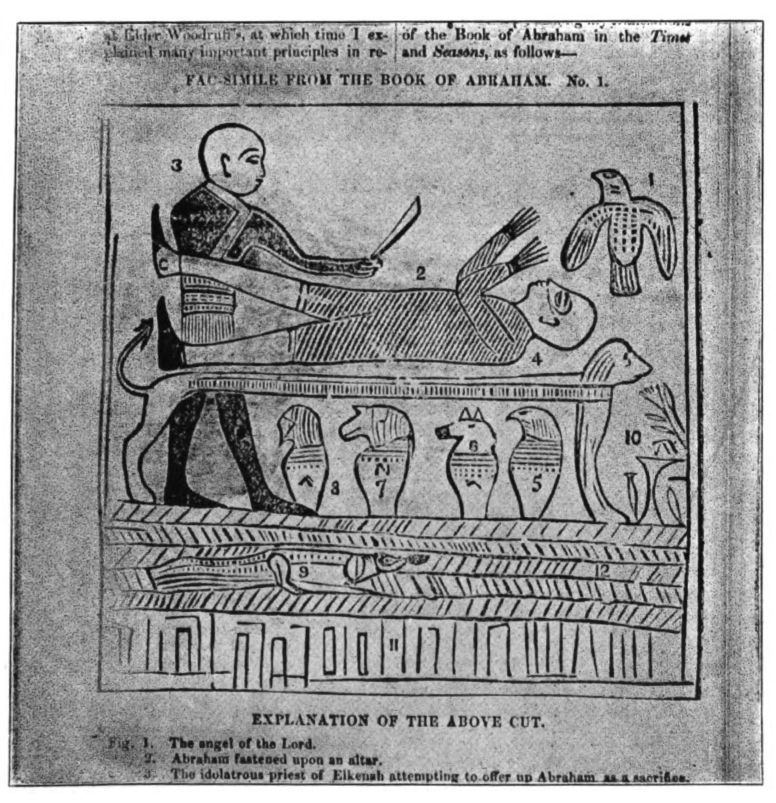 at Elder Woodruff's, at which time I ex-
plained many important principles in re-
of the Book of Abraham in the Times
and Seasons, as follows—
FAC-SIMILE FROM THE BOOK OF ABRAHAM. No. 1.
3
1
2
4
10
6
8
7
5
9
12
11
EXPLANATION OF THE ABOVE CUT.
Fig. 1. The angel of the Lord.
2. Abraham fastened upon an altar.
3. The idolatrous priest of Elkenah attempting to offer up Abraham as a sacrifice.